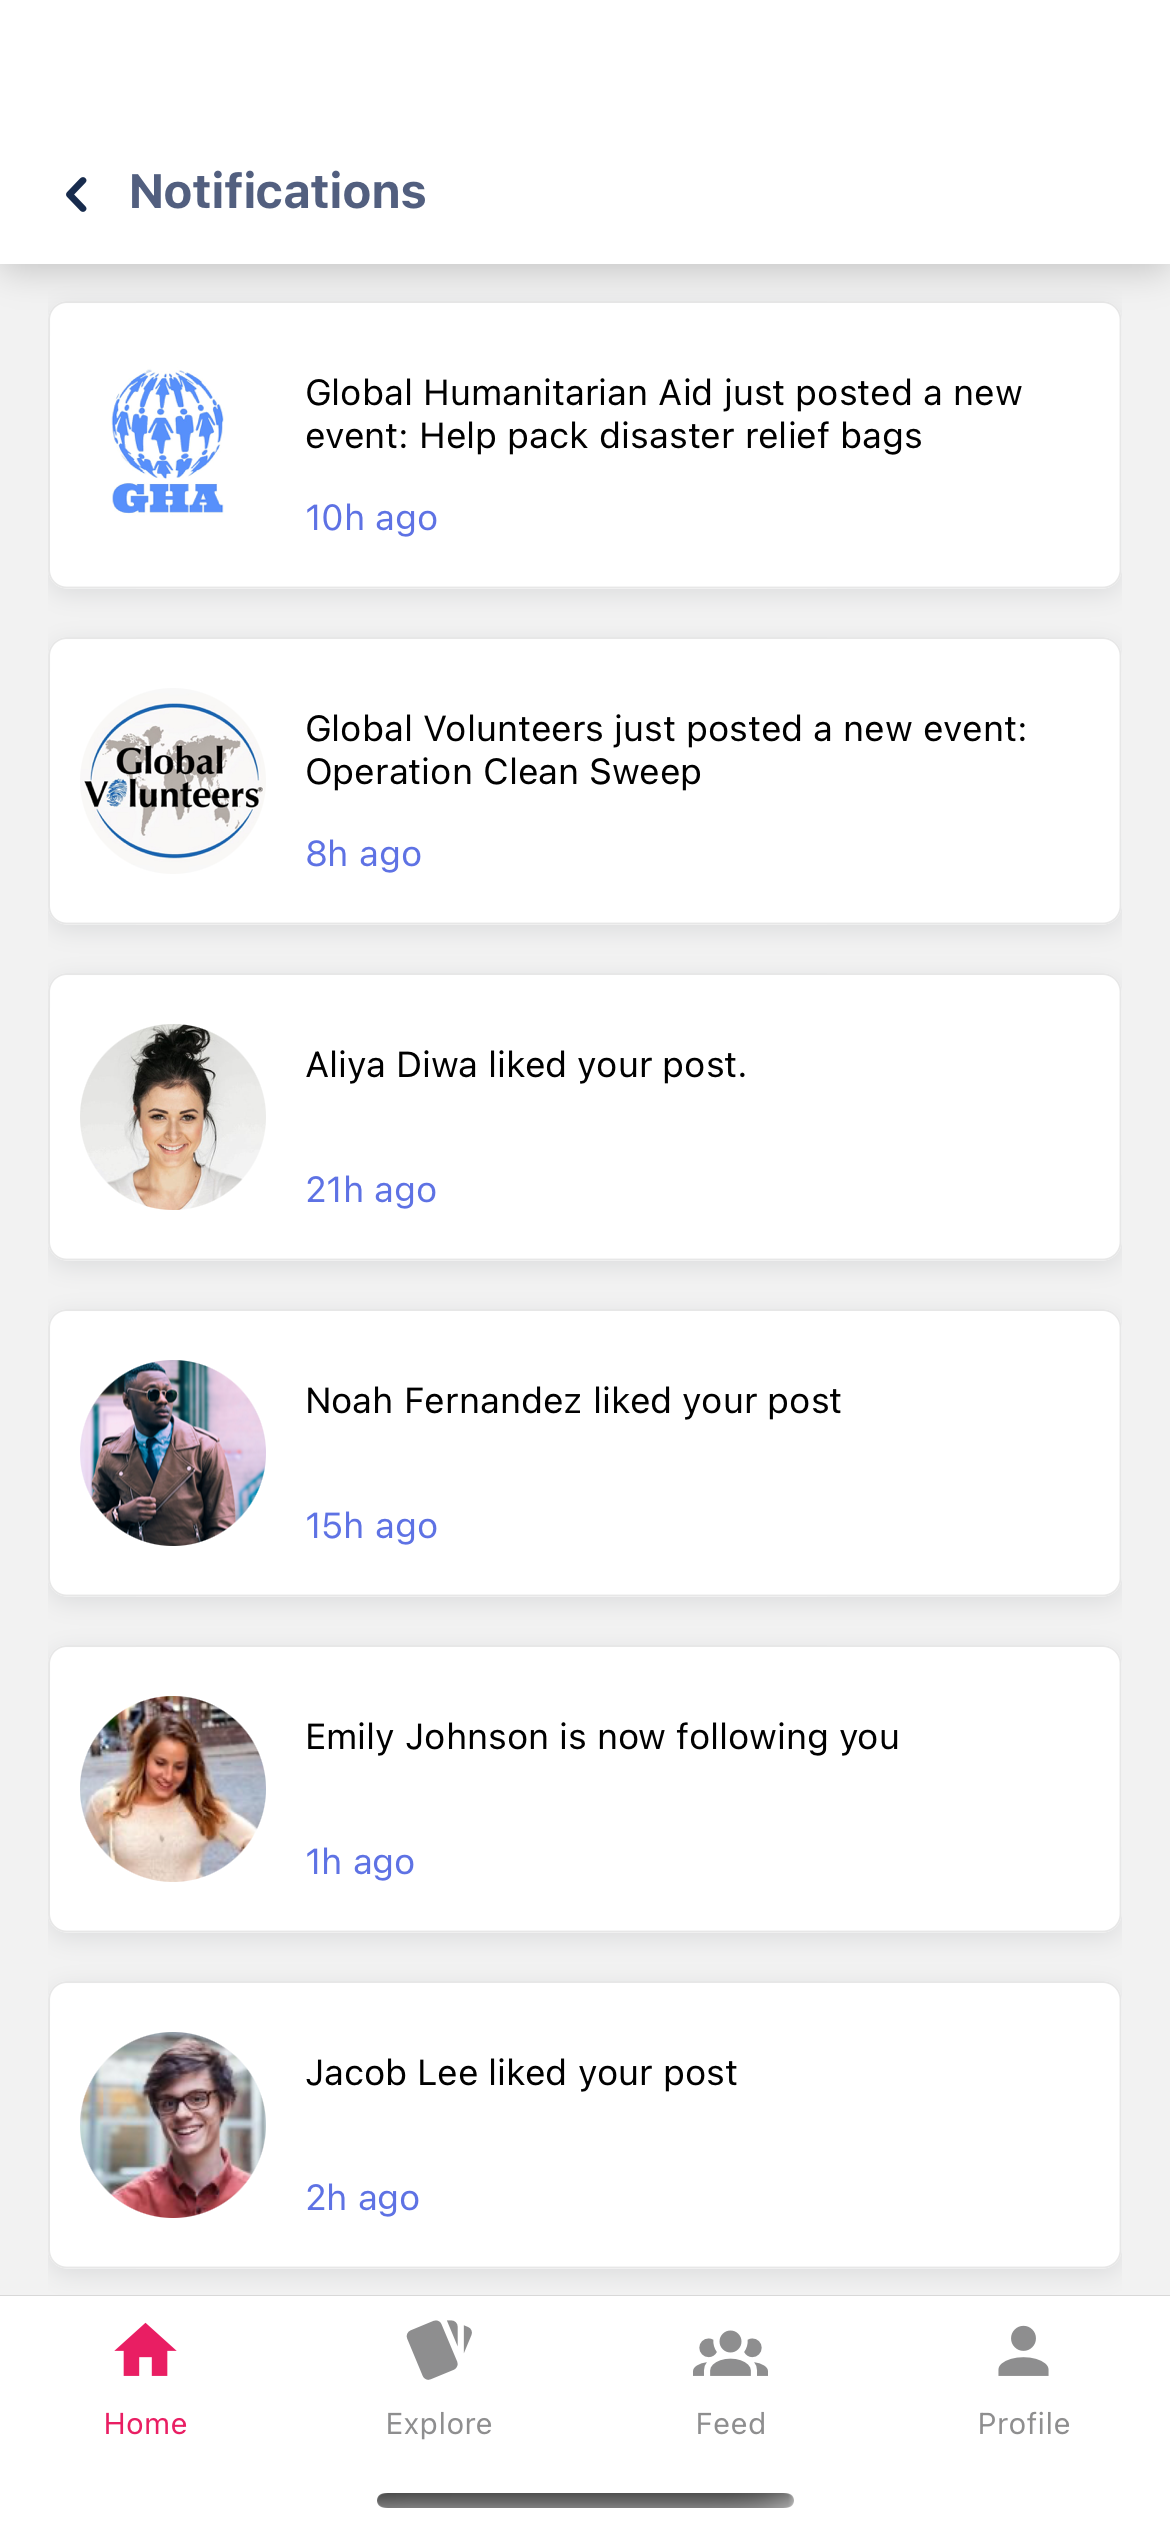 Notifications
Global Humanitarian Aid just posted a new
event: Help pack disaster relief bags
GHA
10h ago
Global Volunteers just posted a new event:
Operation Clean Sweep
Global
Volunteers
8h ago
Aliya Diwa liked your post.
21h ago
Noah Fernandez liked your post
15h ago
Emily Johnson is now following you
1h ago
Jacob Lee liked your post
2h ago
Home
Explore
Feed
Profile